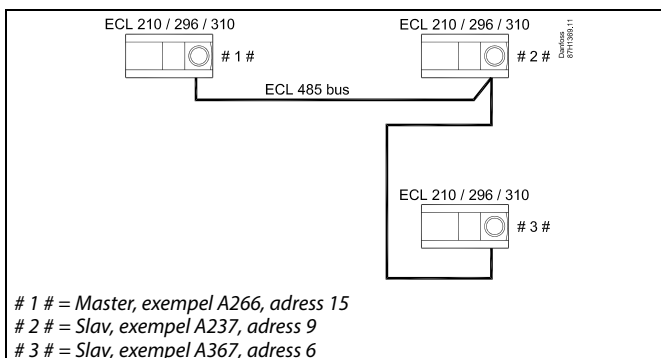 ECL 210 / 296 / 310
# 1 #
ECL 210 / 296 / 310
# 2 #
Danfoss
87H1369.11
ECL 485 bus
ECL 210 / 296 / 310
# 3 #
# 1 # = Master, exempel A266, adress 15
# 2 # = Slav, exempel A237, adress 9
# 3 # = Slav, exempel A367, adress 6